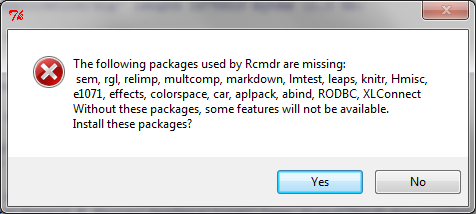 The following packages used by Rcmdr are missing:
sem, rgl, relimp, multcomp, markdown, lmtest, leaps, knitr, Hmisc,
e1071, effects, colorspace, car, aplpack, abind, RODBC, XLConnect
Without these packages, some features will not be available.
Install these packages?
Yes
No